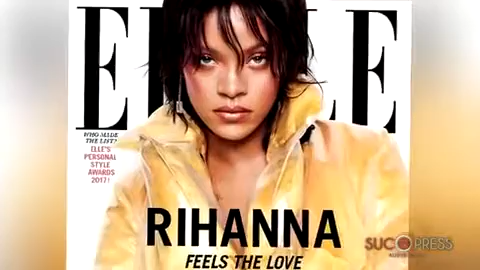 ELLE
WHO MADE
THE LIST?
ELLE'S
PERSONAL
STYLE
AWARDS
2017!
RIHANNA
FEELS THE LOVE
SUCOPRESS